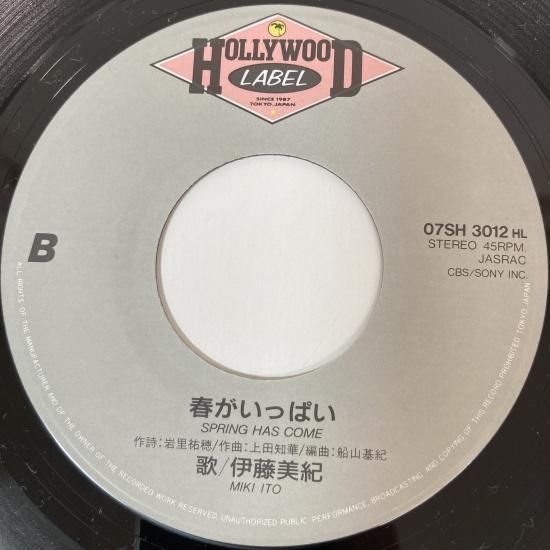 HOLLYWOOD
LABEL
SINCE 1987
TOKYO, JAPAN
B
07SH 3012 HL
STEREO 45RPM.
JASRAC
CBS/SONY INC.
春がいっぱい
SPRING HAS COME
作詩:岩里祐穂/作曲:上田知華/編曲:船山基紀
歌/伊藤美紀
MIKI ITO
ALL RIGHTS OF THE MANUFACTURER AND OF THE OWNER OF THE RECORDED WORK RESERVED. UNAUTHORIZED PUBLIC PERFORMANCE, BROADCASTING AND COPYING OF THIS RECORD PROHIBITED TOKYO JAPAN